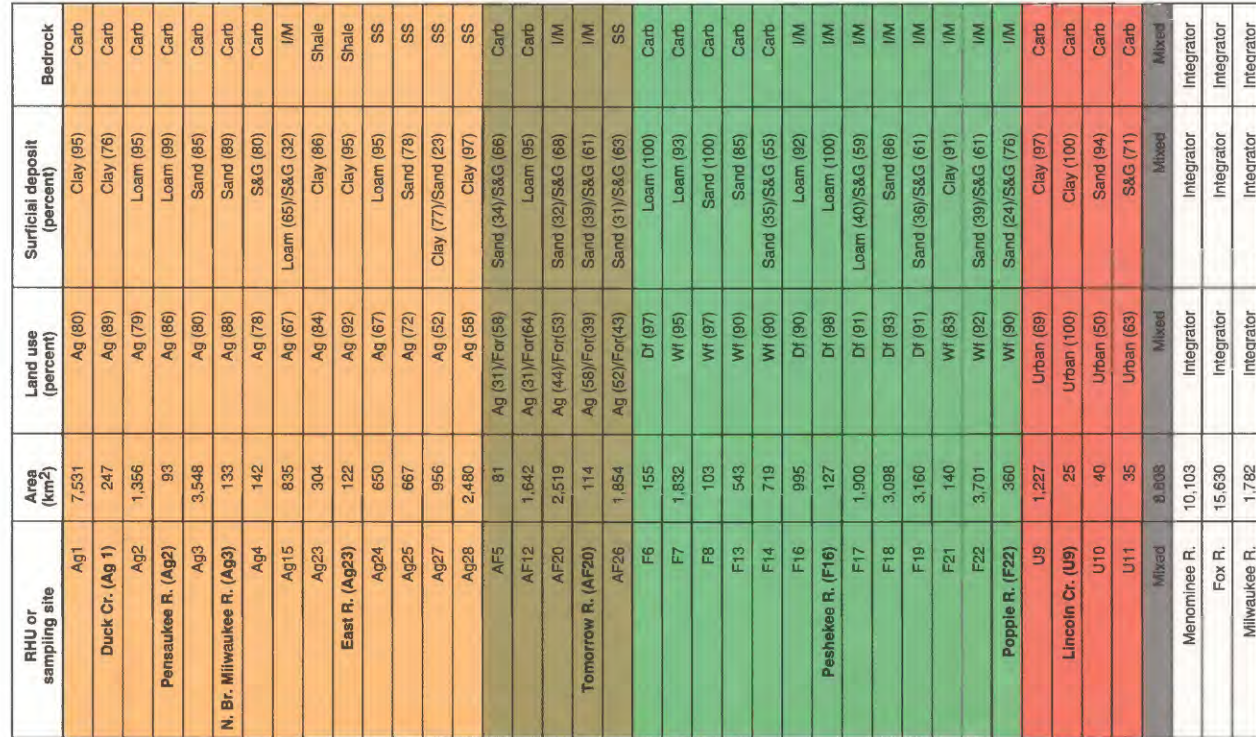 RHU or sampling site | Area (km2) | Land use (percent) | Surficial deposit (percent) | Bedrock
Ag1 | 7,531 | Ag (80) | Clay (95) | Carb
Duck Cr. (Ag 1) | 247 | Ag (89) | Clay (76) | Carb
Ag2 | 1,356 | Ag (79) | Loam (95) | Carb
Pensaukee R. (Ag2) | 93 | Ag (86) | Loam (99) | Carb
Ag3 | 3,548 | Ag (80) | Sand (85) | Carb
N. Br. Milwaukee R. (Ag3) | 133 | Ag (88) | Sand (89) | Carb
Ag4 | 142 | Ag (78) | S&G (80) | Carb
Ag15 | 835 | Ag (67) | Loam (65)/S&G (32) | I/M
Ag23 | 304 | Ag (84) | Clay (86) | Shale
East R. (Ag23) | 122 | Ag (92) | Clay (95) | Shale
Ag24 | 650 | Ag (67) | Loam (95) | SS
Ag25 | 667 | Ag (72) | Sand (78) | SS
Ag27 | 956 | Ag (52) | Clay (77)/Sand (23) | SS
Ag28 | 2,480 | Ag (58) | Clay (97) | SS
AF5 | 81 | Ag (31)/For(58) | Sand (34)/S&G (66) | Carb
AF12 | 1,642 | Ag (31)/For(64) | Loam (95) | Carb
AF20 | 2,519 | Ag (44)/For(53) | Sand (32)/S&G (68) | I/M
Tomorrow R. (AF20) | 114 | Ag (58)/For(39) | Sand (39)/S&G (61) | I/M
AF26 | 1,854 | Ag (52)/For(43) | Sand (31)/S&G (63) | SS
F6 | 155 | Df (97) | Loam (100) | Carb
F7 | 1,832 | Wf (95) | Loam (93) | Carb
F8 | 103 | Wf (97) | Sand (100) | Carb
F13 | 543 | Wf (90) | Sand (85) | Carb
F14 | 719 | Wf (90) | Sand (35)/S&G (55) | Carb
F16 | 995 | Df (90) | Loam (92) | I/M
Peshekee R. (F16) | 127 | Df (98) | Loam (100) | I/M
F17 | 1,900 | Df (91) | Loam (40)/S&G (59) | I/M
F18 | 3,098 | Df (93) | Sand (86) | I/M
F19 | 3,160 | Df (91) | Sand (36)/S&G (61) | I/M
F21 | 140 | Wf (83) | Clay (91) | I/M
F22 | 3,701 | Wf (92) | Sand (39)/S&G (61) | I/M
Popple R. (F22) | 360 | Wf (90) | Sand (24)/S&G (76) | I/M
U9 | 1,227 | Urban (69) | Clay (97) | Carb
Lincoln Cr. (U9) | 25 | Urban (100) | Clay (100) | Carb
U10 | 40 | Urban (50) | Sand (94) | Carb
U11 | 35 | Urban (63) | S&G (71) | Carb
Mixed | 8,608 | Mixed | Mixed | Mixed
Menominee R. | 10,103 | Integrator | Integrator | Integrator
Fox R. | 15,630 | Integrator | Integrator | Integrator
Milwaukee R. | 1,782 | Integrator | Integrator | Integrator